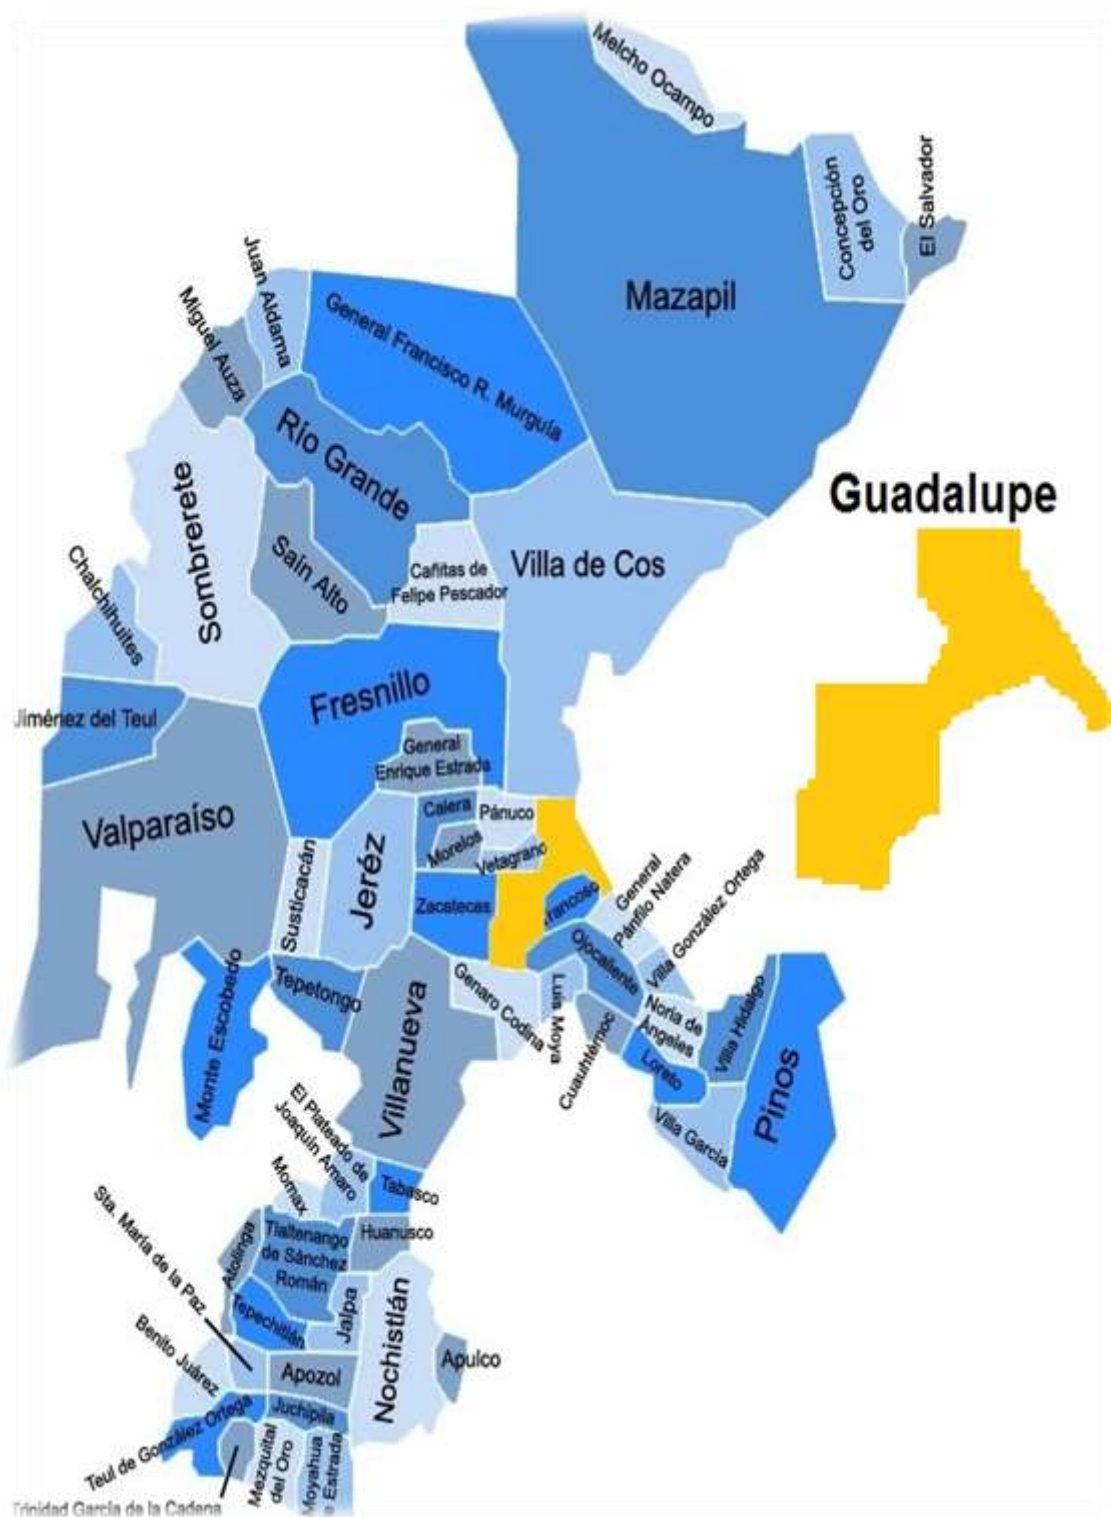 Melcho Ocampo
Concepción
del Oro
El Salvador
Mazapil
Juan Aldama
Miguel Auza
General Francisco R. Murguía
Río Grande
Sombrerete
Saín Alto
Cañitas de
Felipe Pescador
Villa de Cos
Guadalupe
Chalchihuites
Jiménez del Teul
Fresnillo
General
Enrique Estrada
Valparaíso
Calera
Pánuco
Morelos
Vetagrano
Susticacán
Jeréz
Zacatecas
Trancoso
General
Pánfilo Natera
Villa González Ortega
Ojocaliente
Tepetongo
Monte Escobedo
Villanueva
Genaro Codina
Luis Moya
Cuauhtémoc
Noria de
Ángeles
Villa Hidalgo
Loreto
Pinos
Villa García
El Plateado de
Joaquín Amaro
Momax
Tabasco
Sta. María de la Paz
Atolinga
Tlaltenango
de Sánchez
Román
Huanusco
Tepechitlán
Jalpa
Nochistlán
Apulco
Benito Juárez
Apozol
Juchipila
Teul de González Ortega
Mezquital
del Oro
Moyahua
e Estrada
Trinidad García de la Cadena